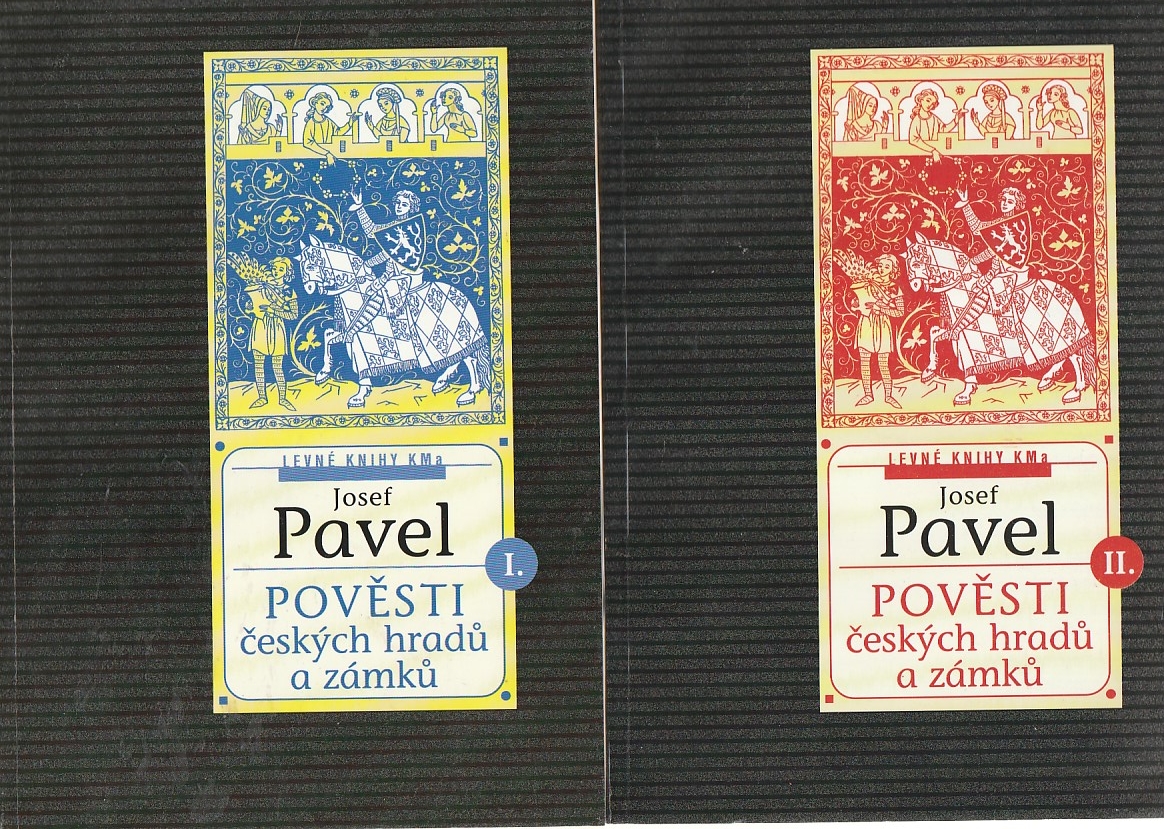 LEVNÉ KNIHY KMa
Josef
Pavel
I.
POVĚSTI
českých hradů
a zámků
LEVNÉ KNIHY KMa
Josef
Pavel
II.
POVĚSTI
českých hradů
a zámků